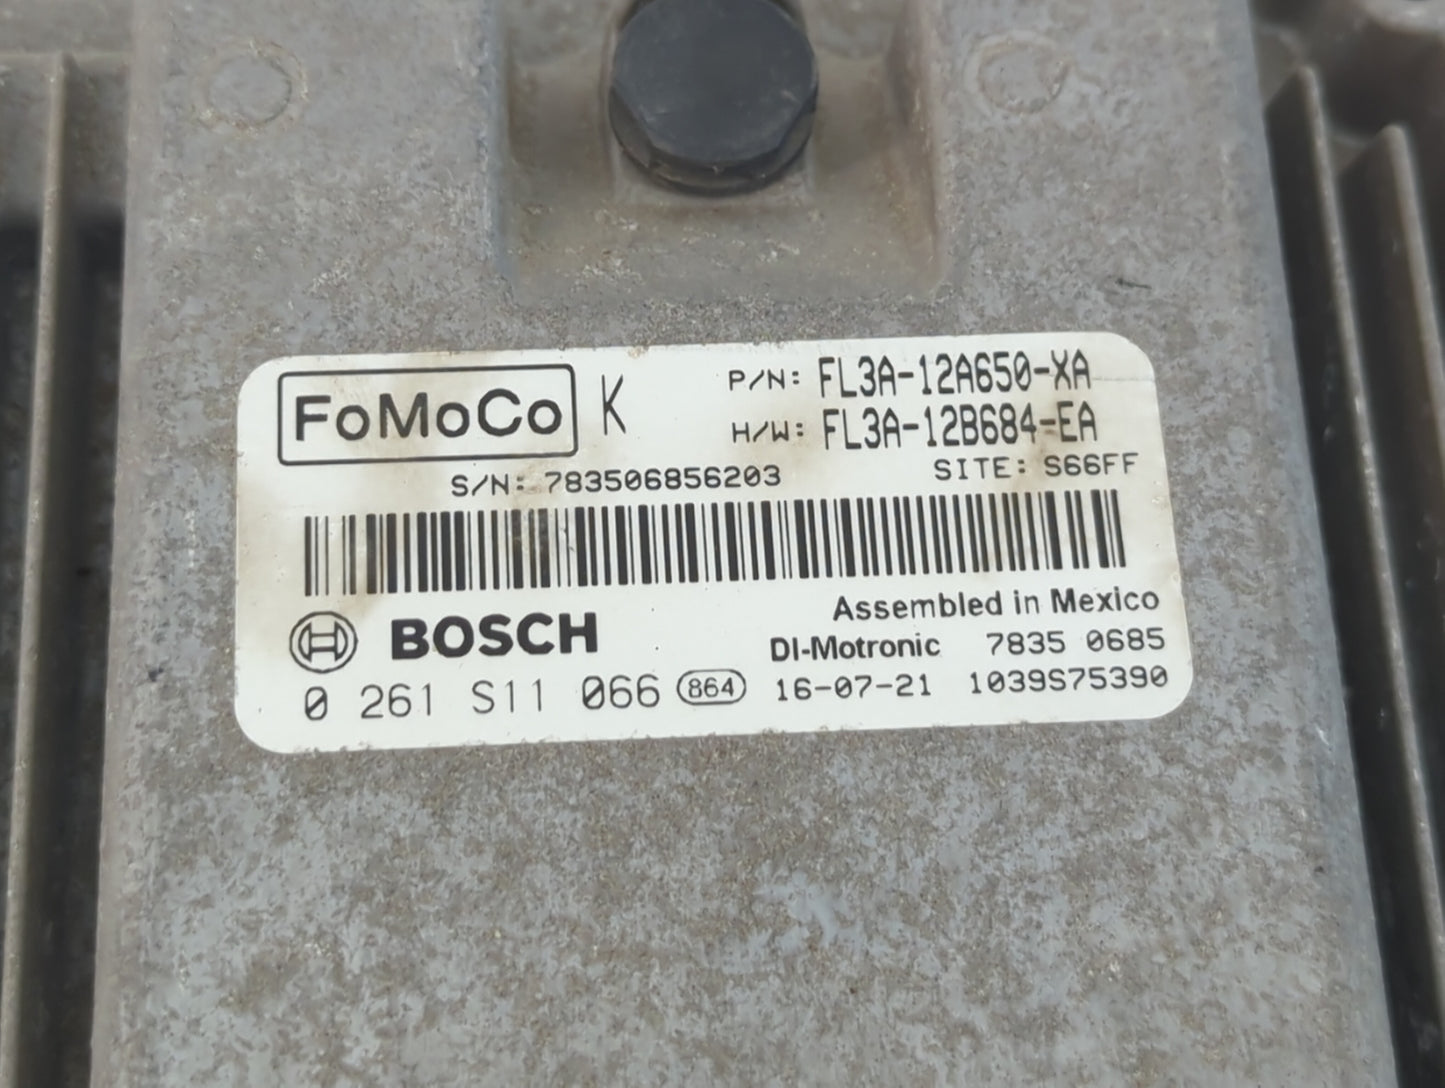 FoMoCo K P/N: FL3A-12A650-XA
H/W: FL3A-12B684-EA
S/N: 783506856203 SITE: S66FF
Assembled in Mexico
BOSCH DI-Motronic 7835 0685
0 261 S11 066 864 16-07-21 1039S75390